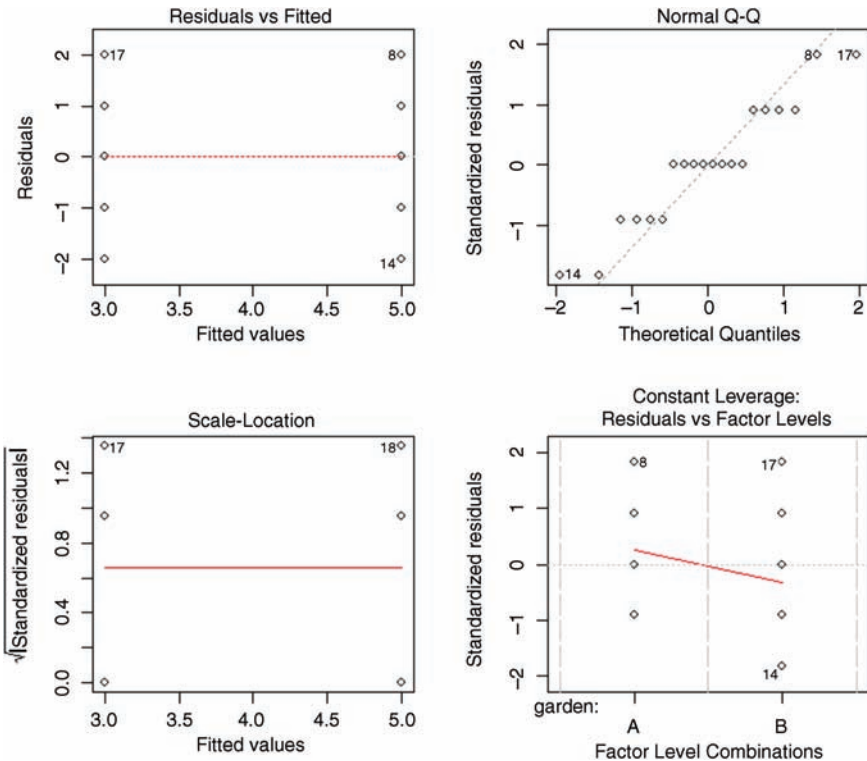 Residuals vs Fitted
Residuals
2
1
0
−1
−2
17
8
14
3.0 3.5 4.0 4.5 5.0
Fitted values
Normal Q-Q
Standardized residuals
2
1
0
−1
8 17
14
−2 −1 0 1 2
Theoretical Quantiles
Scale-Location
√|Standardized residuals|
1.2
0.8
0.4
0.0
17
18
3.0 3.5 4.0 4.5 5.0
Fitted values
Constant Leverage:
Residuals vs Factor Levels
Standardized residuals
2
1
0
−1
−2
8
17
14
garden:
A B
Factor Level Combinations